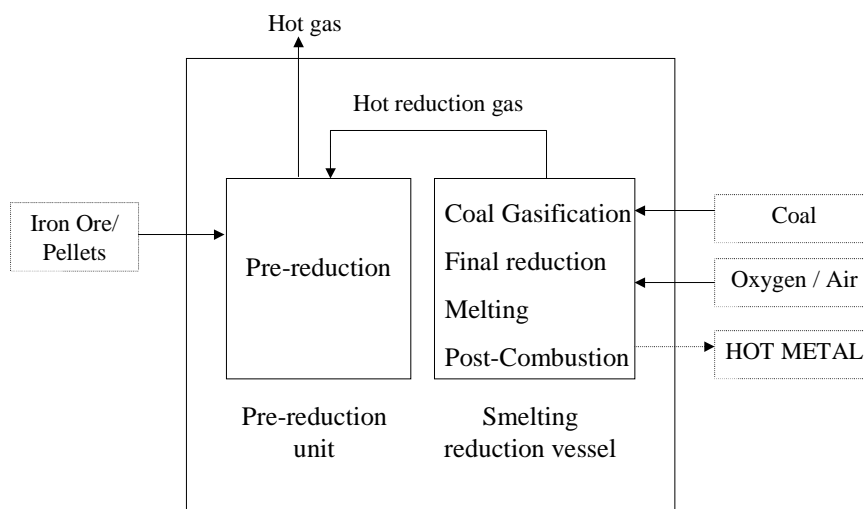 Hot gas
Hot reduction gas
Iron Ore/
Pellets
Pre-reduction
Coal Gasification
Final reduction
Melting
Post-Combustion
Coal
Oxygen / Air
HOT METAL
Pre-reduction
unit
Smelting
reduction vessel